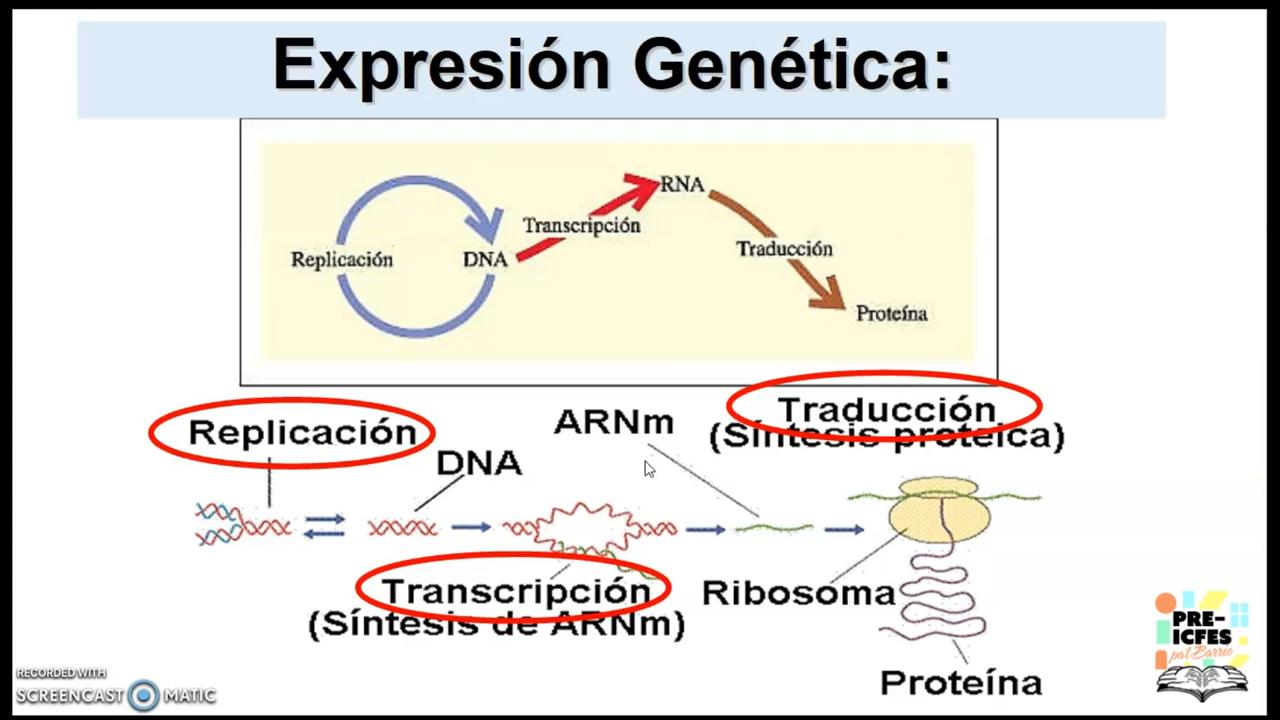 Expresión Genética:
RNA
Transcripción
Traducción
Replicación
DNA
Proteína
Traducción
(Síntesis proteica)
ARNm
Replicación
DNA
Transcripción
(Síntesis de ARNm)
Ribosoma
Proteína
PRE-
ICFES
pa'l Barrio
RECORDED WITH
SCREENCAST MATIC